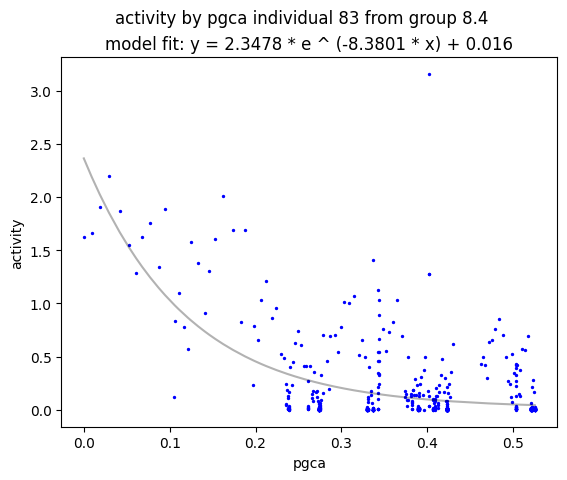 activity by pgca individual 83 from group 8.4
model fit: y = 2.3478 * e ^ (-8.3801 * x) + 0.016
3.0
2.5
2.0
1.5
1.0
0.5
0.0
activity
0.0 0.1 0.2 0.3 0.4 0.5
pgca